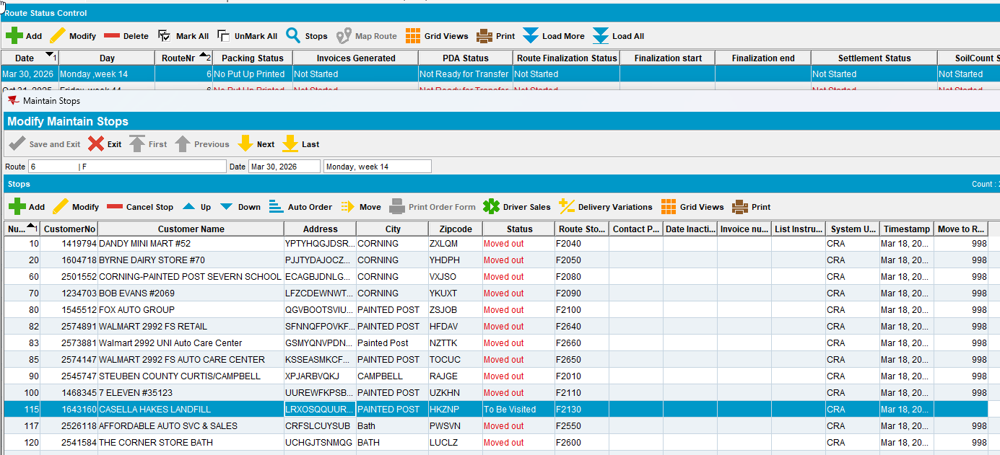 Route Status Control
Add Modify Delete Mark All UnMark All Stops Map Route Grid Views Print Load More Load All
Date 1 Day RouteNr 2 Packing Status Invoices Generated PDA Status Route Finalization Status Finalization start Finalization end Settlement Status SoilCount S
Mar 30, 2026 Monday ,week 14 6 No Put Up Printed Not Started Not Ready for Transfer Not Started Not Started Not Started
6 No Put Up Printed Not Started Not Ready for Transfer Not Started Not Started Not Started
Maintain Stops
Modify Maintain Stops
Save and Exit Exit First Previous Next Last
Route 6 | F Date Mar 30, 2026 Monday, week 14
Stops Count :
Add Modify Cancel Stop Up Down Auto Order Move Print Order Form Driver Sales Delivery Variations Grid Views Print
Nu... 1 CustomerNo Customer Name Address City Zipcode Status Route Sto... Contact P... Date Inacti... Invoice nu... List Instru... System U... Timestamp Move to R...
10 1419794 DANDY MINI MART #52 YPTYHQGJDSR... CORNING ZXLQM Moved out F2040 CRA Mar 18, 20... 998
20 1604718 BYRNE DAIRY STORE #70 PJJTYDAJOCZ... CORNING YHDPH Moved out F2050 CRA Mar 18, 20... 998
60 2501552 CORNING-PAINTED POST SEVERN SCHOOL ECAGBJDNLG... CORNING VXJSO Moved out F2080 CRA Mar 18, 20... 998
70 1234703 BOB EVANS #2069 LFZCDEWNWT... CORNING YKUXT Moved out F2090 CRA Mar 18, 20... 998
80 1545512 FOX AUTO GROUP QGVBOOTSVIU... PAINTED POST ZSJOB Moved out F2100 CRA Mar 18, 20... 998
82 2574891 WALMART 2992 FS RETAIL SFNNQFPOVKF... PAINTED POST HFDAV Moved out F2640 CRA Mar 18, 20... 998
83 2573881 Walmart 2992 UNI Auto Care Center GSMYQNVPDN... Painted Post NZTTK Moved out F2660 CRA Mar 18, 20... 998
85 2574147 WALMART 2992 FS AUTO CARE CENTER KSSEASMKCF... PAINTED POST TOCUC Moved out F2650 CRA Mar 18, 20... 998
90 2545747 STEUBEN COUNTY CURTIS/CAMPBELL XPJARBVQKJ CAMPBELL RAJGE Moved out F2010 CRA Mar 18, 20... 998
100 1468345 7 ELEVEN #35123 UUREWFKPSB... PAINTED POST UZKHN Moved out F2110 CRA Mar 18, 20... 998
115 1643160 CASELLA HAKES LANDFILL LRXOSQQUUR... PAINTED POST HKZNP To Be Visited F2130 CRA Mar 18, 20...
117 2526118 AFFORDABLE AUTO SVC & SALES CRFSLCUYSUB Bath PWSVN Moved out F2550 CRA Mar 18, 20... 998
120 2541584 THE CORNER STORE BATH UCHGJTSNMQG BATH LUCLZ Moved out F2600 CRA Mar 18, 20... 998